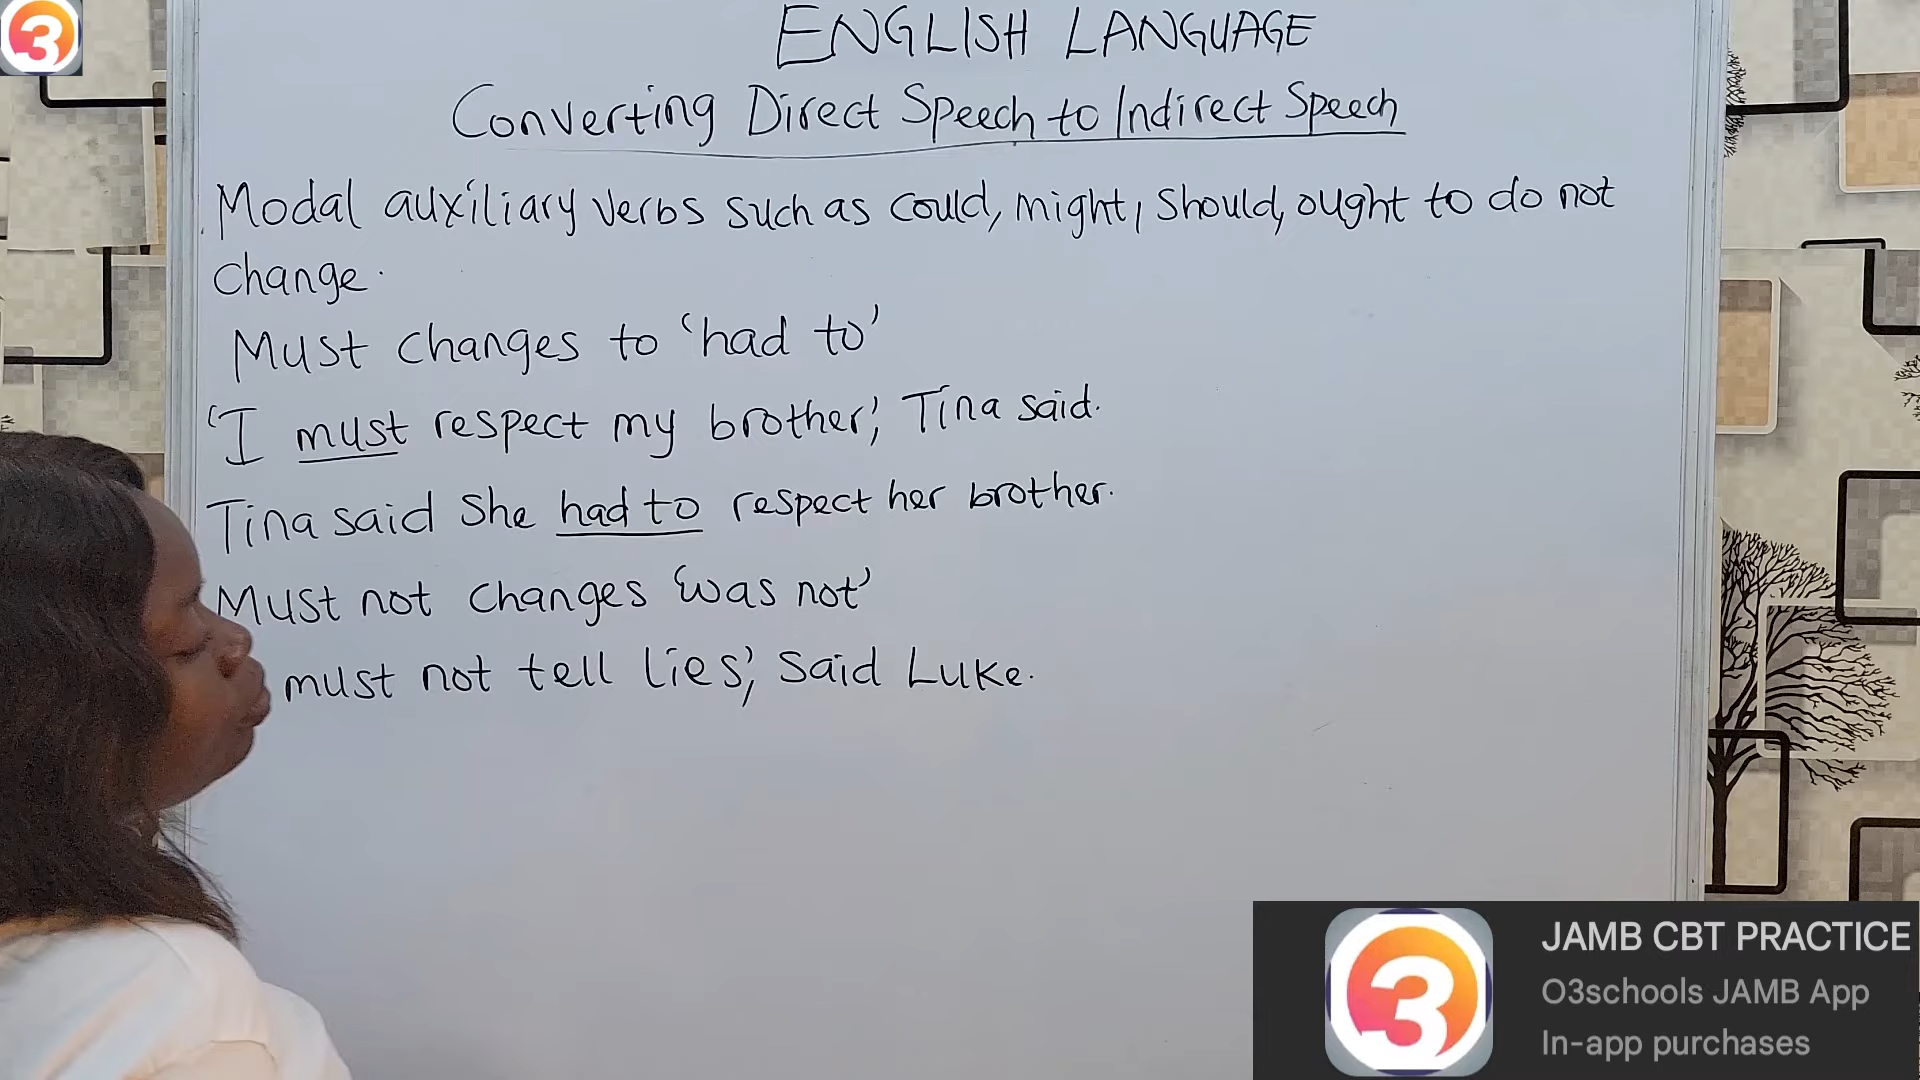 3
ENGLISH LANGUAGE
Converting Direct Speech to Indirect Speech
Modal auxiliary verbs such as could, might, should, ought to do not
change.
Must changes to 'had to'
'I must respect my brother', Tina said.
Tina said she had to respect her brother.
Must not changes 'was not'
must not tell lies', said Luke.
3
JAMB CBT PRACTICE
O3schools JAMB App
In-app purchases